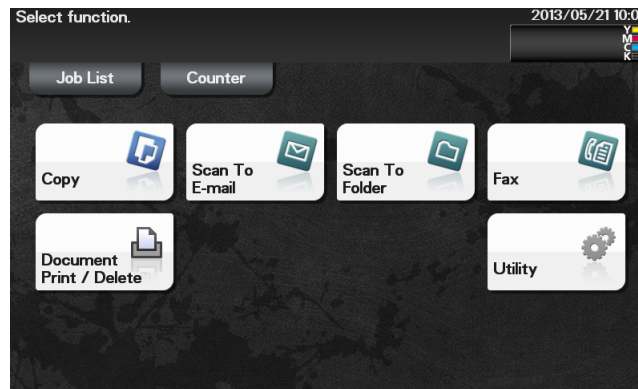 Select function.
2013/05/21 10:0
Y
M
C
K
Job List
Counter
Copy
Scan To
E-mail
Scan To
Folder
Fax
Document
Print / Delete
Utility